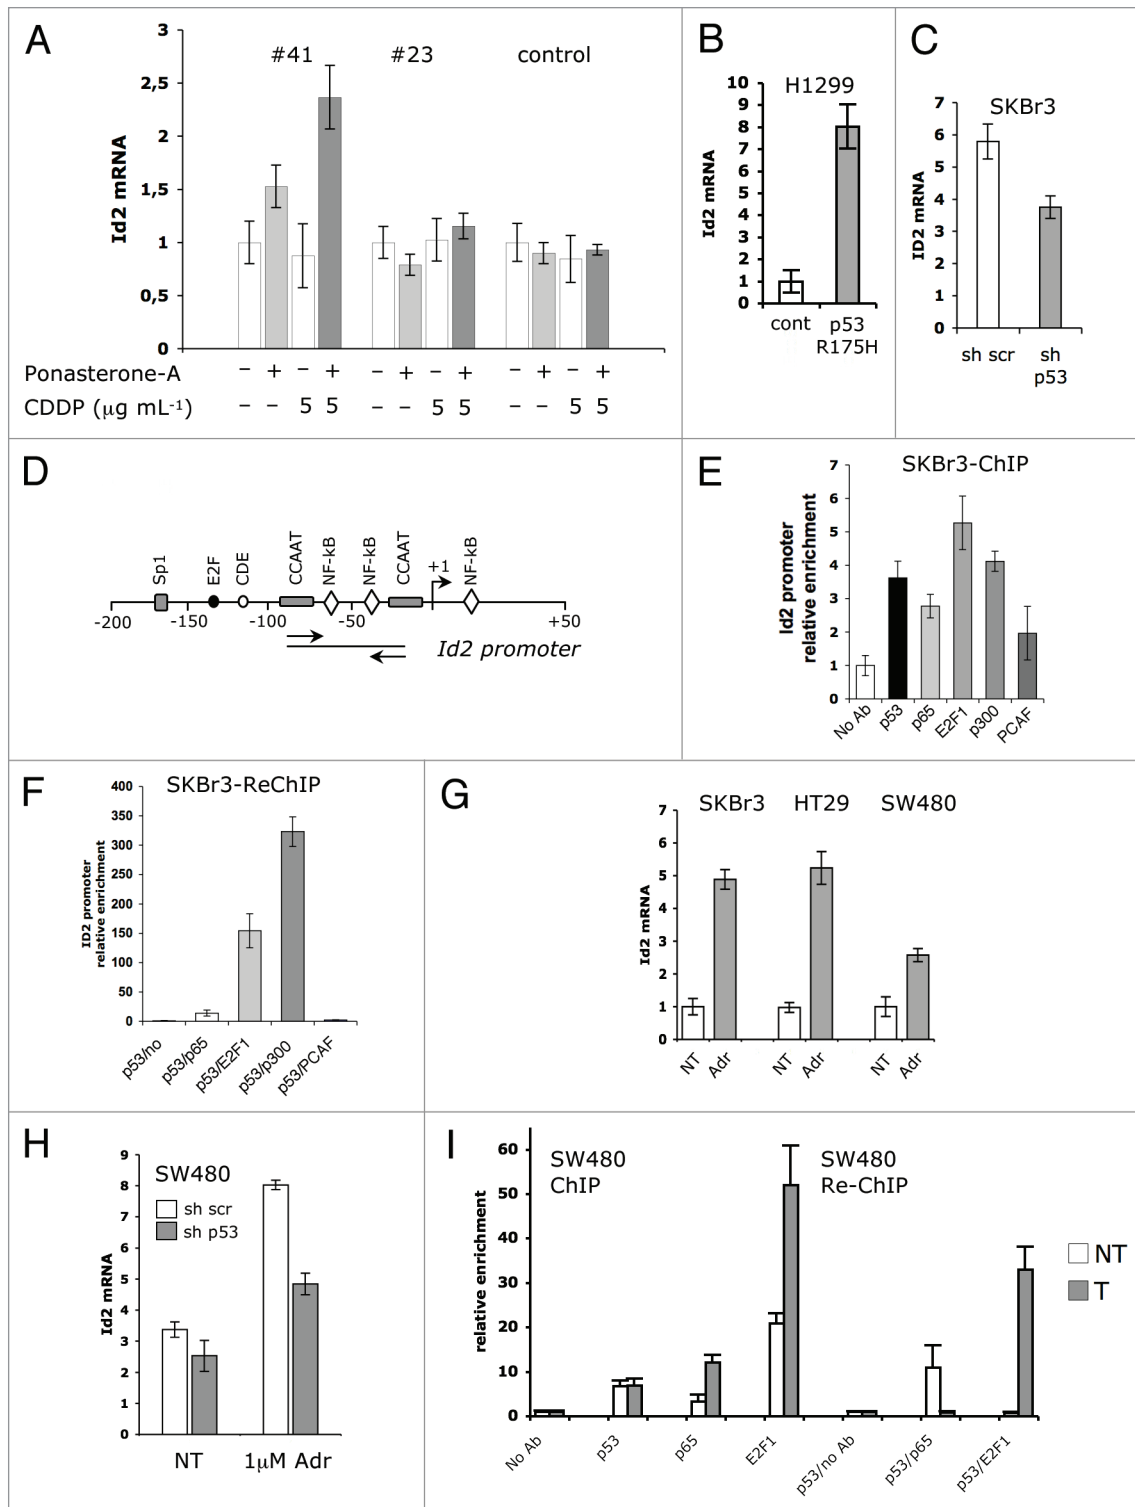 A
3
2,5
2
1,5
1
0,5
0
Id2 mRNA
#41 #23 control
Ponasterone-A − + − + − + − + − + − +
CDDP (μg mL-1) − − 5 5 − − 5 5 − − 5 5
B
H1299
10
9
8
7
6
5
4
3
2
1
0
Id2 mRNA
cont p53
R175H
C
SKBr3
7
6
5
4
3
2
1
0
ID2 mRNA
sh scr sh
p53
D
Sp1
E2F
CDE
CCAAT
NF-kB
NF-kB
CCAAT
+1
NF-kB
-200 -150 -100 -50 +50
Id2 promoter
E
SKBr3-ChIP
7
6
5
4
3
2
1
0
Id2 promoter
relative enrichment
No Ab
p53
p65
E2F1
p300
PCAF
F
SKBr3-ReChIP
400
350
300
250
200
150
100
50
0
ID2 promoter
relative enrichment
p53/no
p53/p65
p53/E2F1
p53/p300
p53/PCAF
G
SKBr3 HT29 SW480
7
6
5
4
3
2
1
0
Id2 mRNA
NT Adr NT Adr NT Adr
H
SW480
sh scr
sh p53
9
8
7
6
5
4
3
2
1
0
Id2 mRNA
NT 1μM Adr
I
SW480
ChIP
SW480
Re-ChIP
60
50
40
30
20
10
0
relative enrichment
NT
T
No Ab
p53
p65
E2F1
p53/no Ab
p53/p65
p53/E2F1